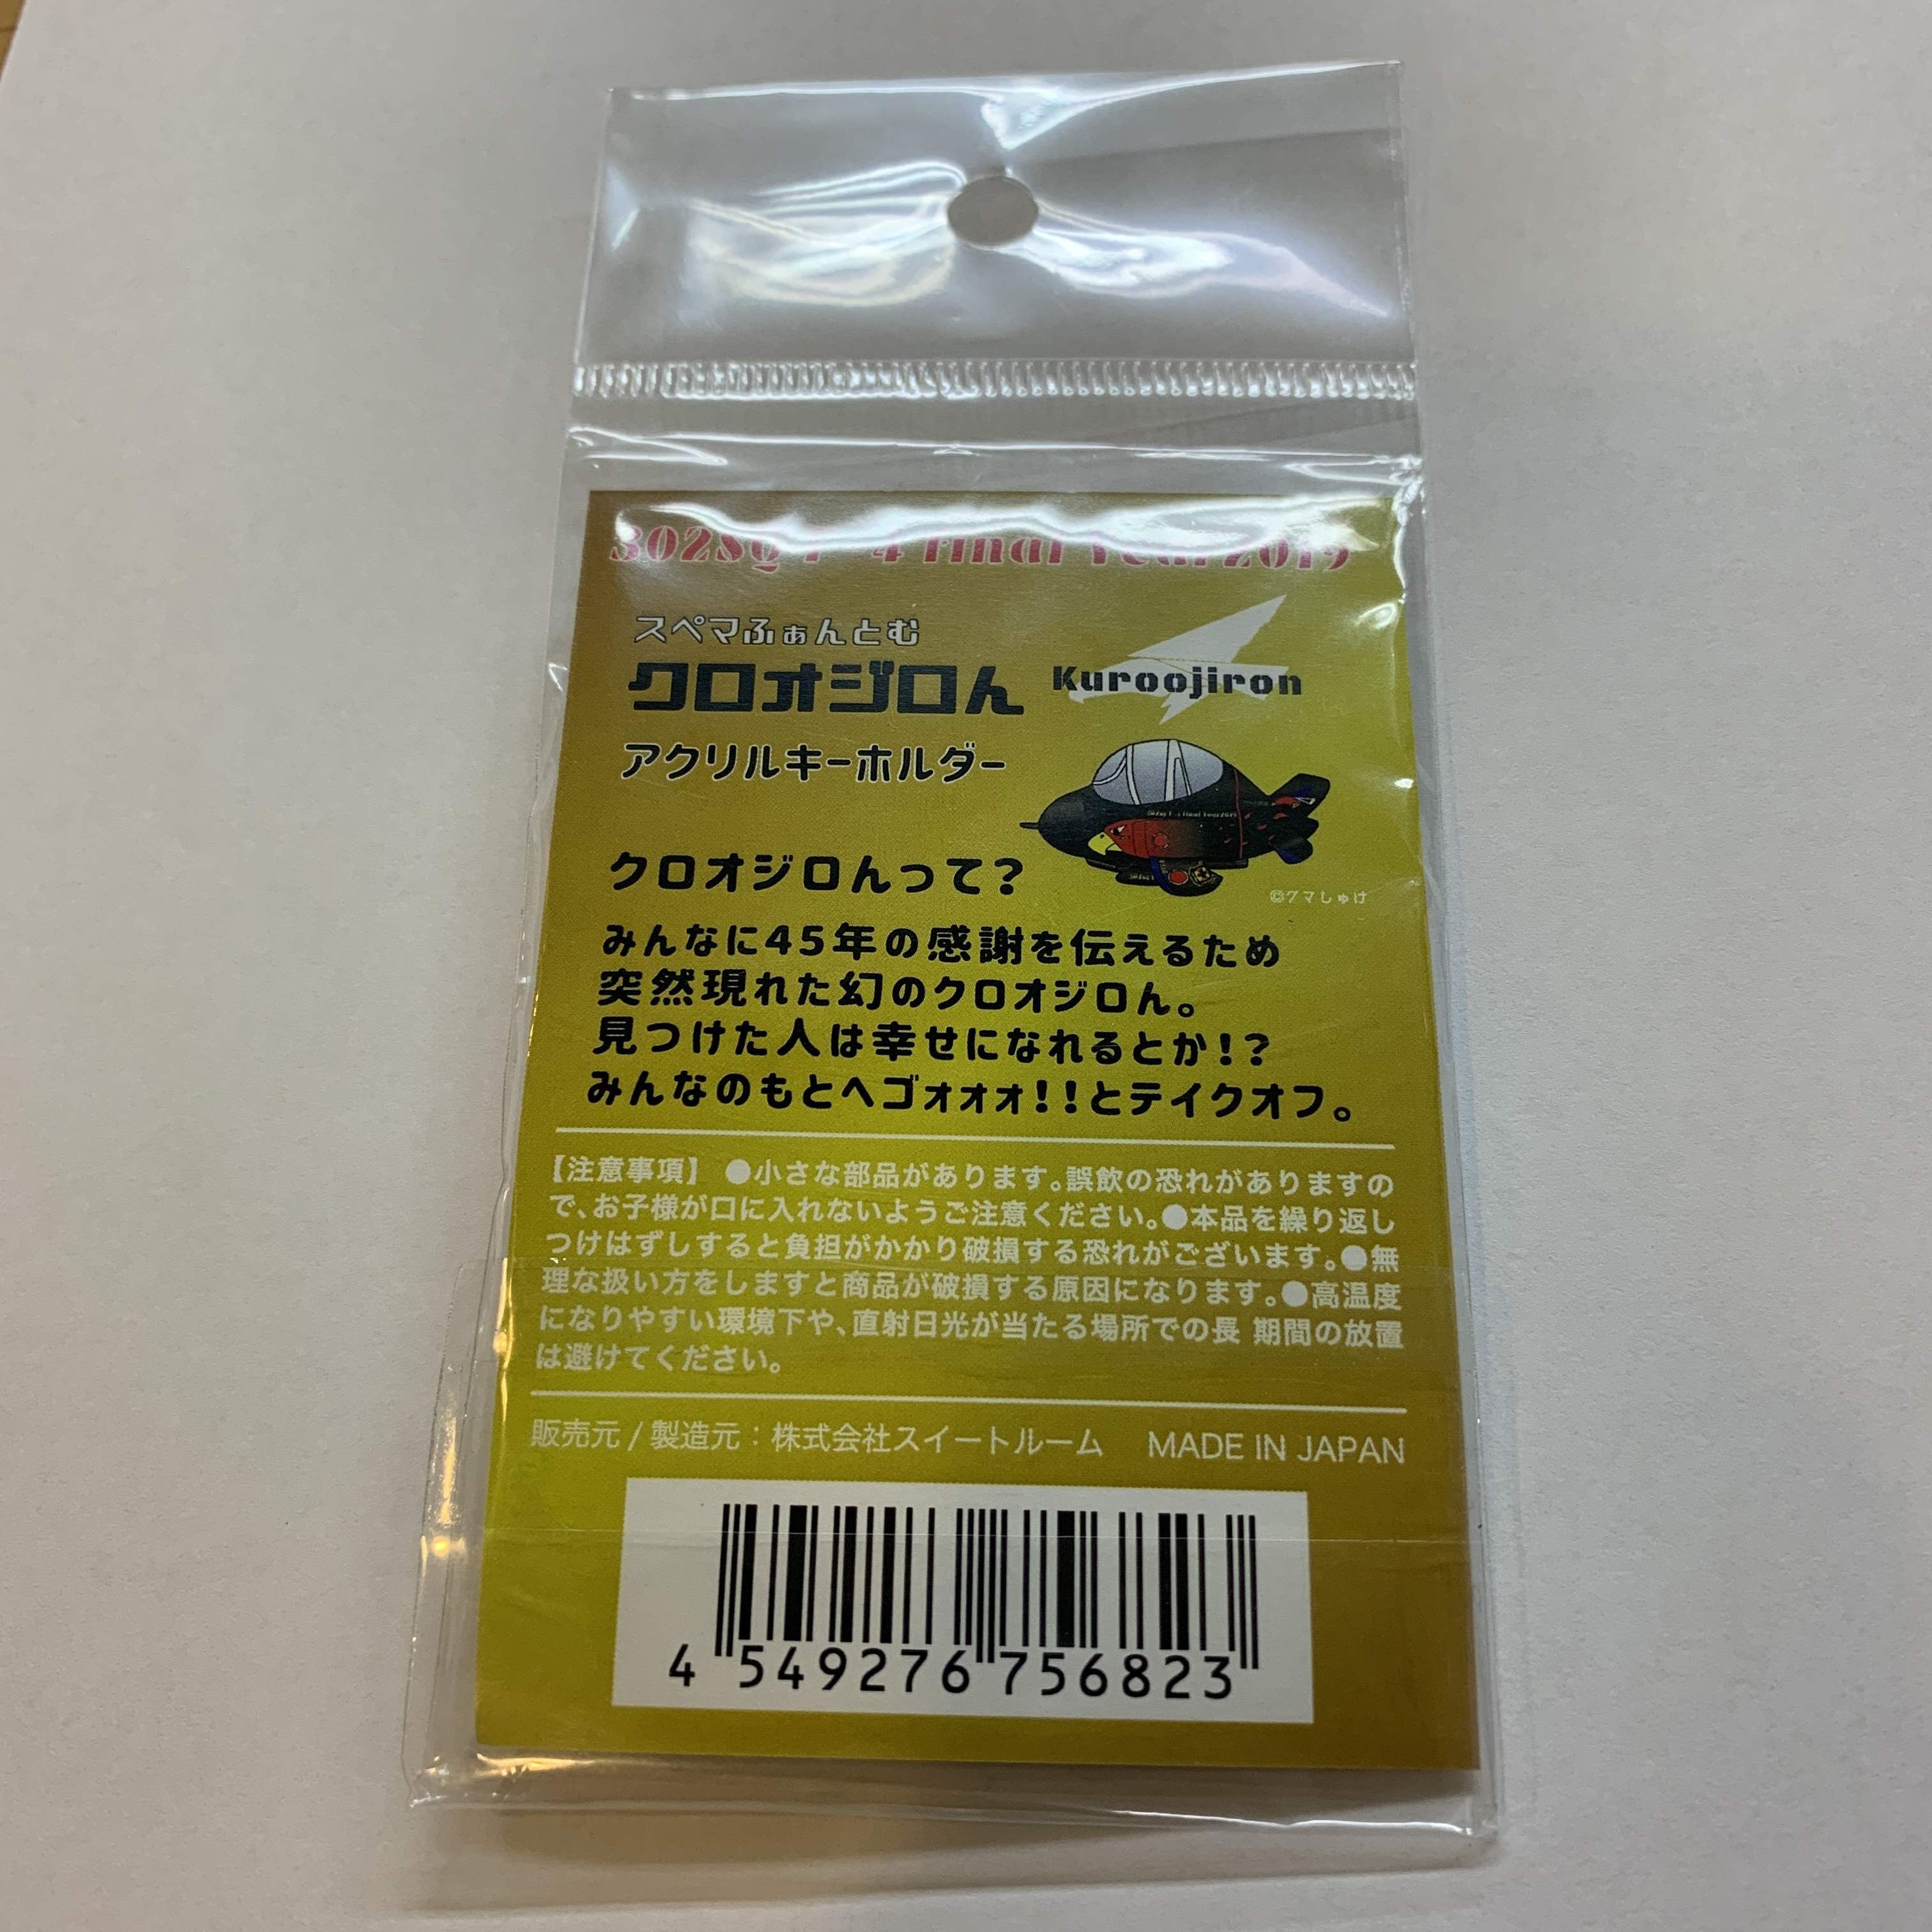 302SQ F-4 Final Year2019
スペマふぁんとむ
クロオジロん
Kuroojiron
アクリルキーホルダー
©クマしゅけ
クロオジロんって?
みんなに45年の感謝を伝えるため
突然現れた幻のクロオジロん。
見つけた人は幸せになれるとか!?
みんなのもとへゴォォォ!!とテイクオフ。
【注意事項】 ●小さな部品があります。誤飲の恐れがありますの
で、お子様が口に入れないようご注意ください。●本品を繰り返し
つけはずしすると負担がかかり破損する恐れがございます。●無
理な扱い方をしますと商品が破損する原因になります。●高温度
になりやすい環境下や、直射日光が当たる場所での長 期間の放置
は避けてください。
販売元 / 製造元：株式会社スイートルーム MADE IN JAPAN
4 549276 756823